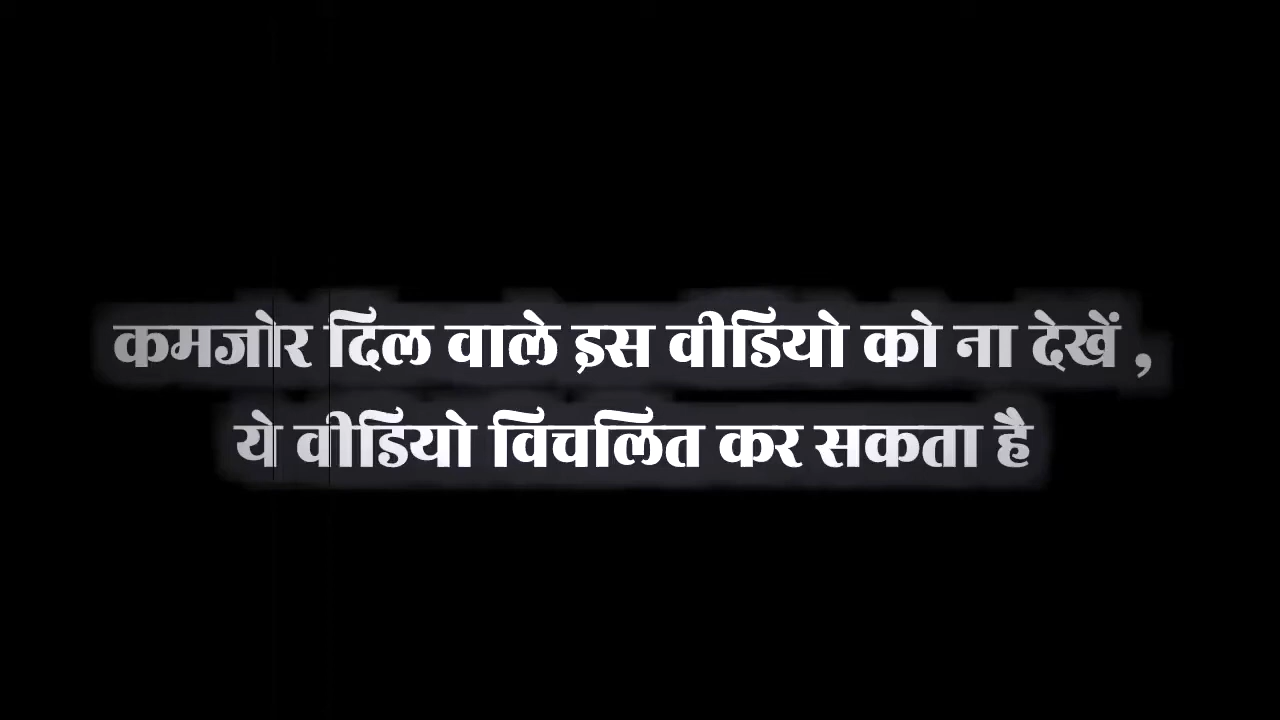 कमजोर दिल वाले इस वीडियो को ना देखें ,
ये वीडियो विचलित कर सकता है